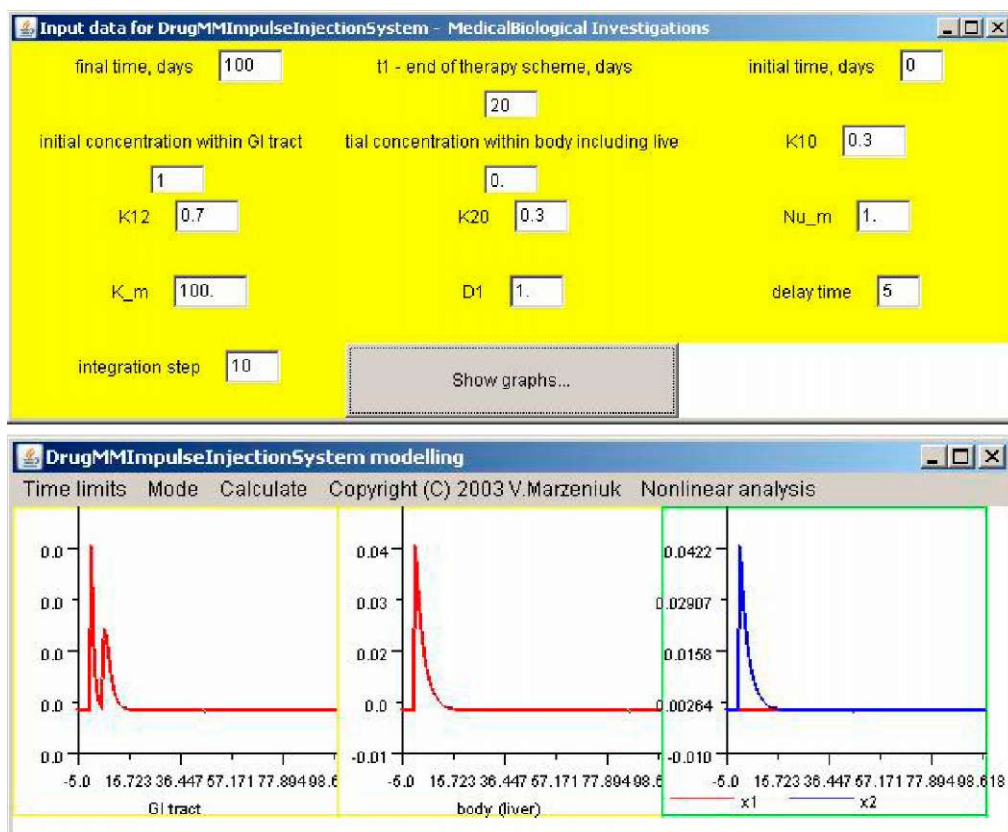 Input data for DrugMMImpulseInjectionSystem - MedicalBiological Investigations
final time, days 100 t1 - end of therapy scheme, days initial time, days 0
20
initial concentration within GI tract tial concentration within body including live K10 0.3
1 0.
K12 0.7 K20 0.3 Nu_m 1.
K_m 100. D1 1. delay time 5
integration step 10 Show graphs...
DrugMMImpulseInjectionSystem modelling
Time limits Mode Calculate Copyright (C) 2003 V.Marzeniuk Nonlinear analysis
0.0 0.04 0.0422
0.0 0.03 0.02907
0.0 0.02 0.0158
0.0 0.0 0.00264
0.0 -0.01 -0.010
-5.0 16.723 36.447 57.171 77.894 98.6 -5.0 16.723 36.447 57.171 77.894 98.6 -5.0 16.723 36.447 57.171 77.894 98.618
GI tract body (liver) x1 x2